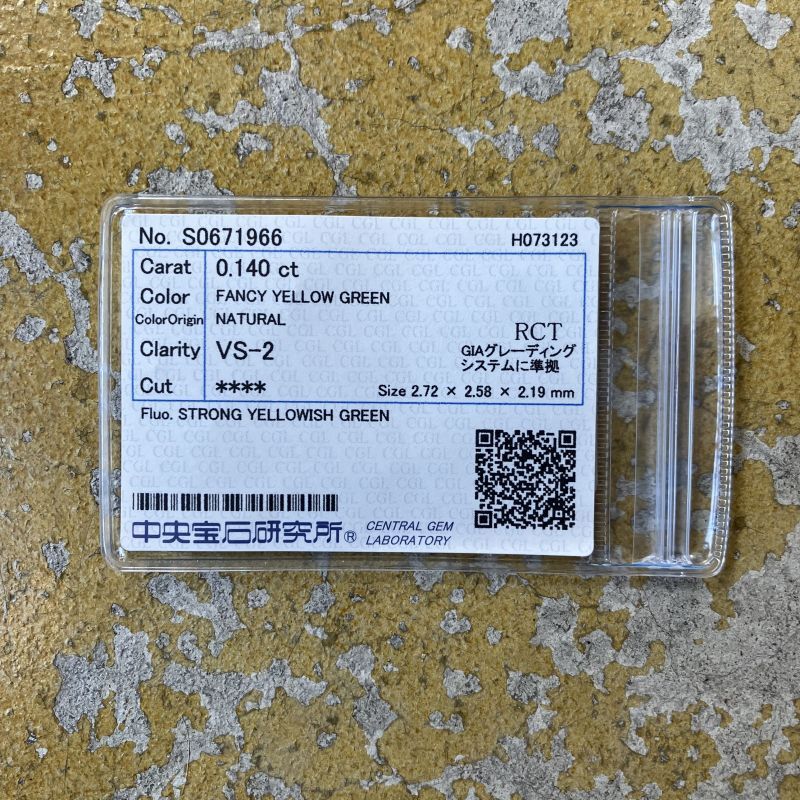 No. S0671966 H073123
Carat 0.140 ct
Color FANCY YELLOW GREEN
ColorOrigin NATURAL
Clarity VS-2
RCT
GIAグレーディング
システムに準拠
Cut ****
Size 2.72 × 2.58 × 2.19 mm
Fluo. STRONG YELLOWISH GREEN
中央宝石研究所® CENTRAL GEM
LABORATORY